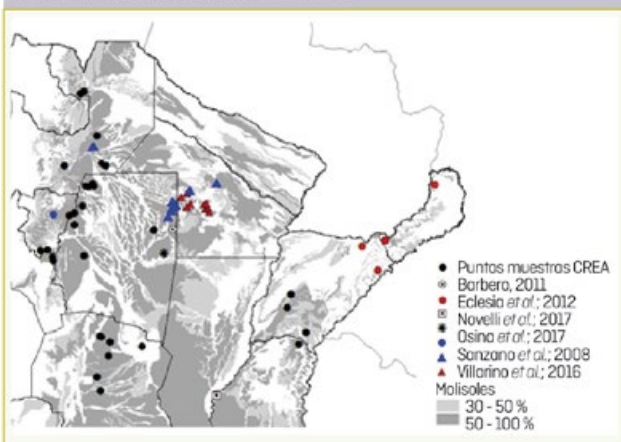 Puntos muestras CREA
Barbero, 2011
Eclesia et al.; 2012
Novelli et al.; 2017
Osina et al.; 2017
Sanzano et al.; 2008
Villarino et al.; 2016
Molisoles
30 - 50 %
50 - 100 %